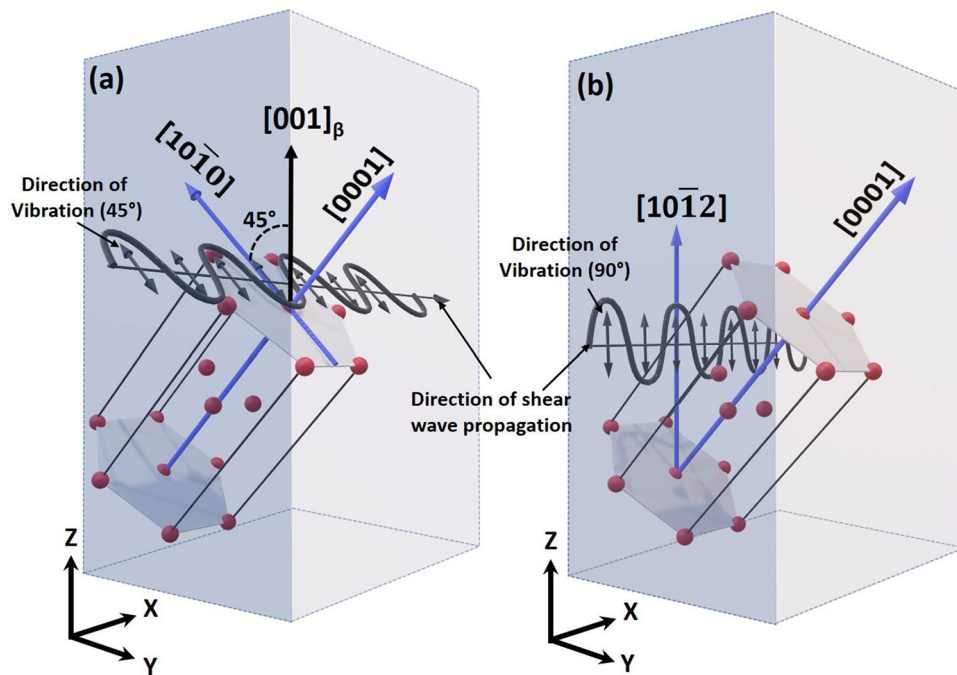 (a)
[001]β
[101̅0]
[0001]
Direction of
Vibration (45°)
45°
Z
X
Y
(b)
[101̅2]
[0001]
Direction of
Vibration (90°)
Direction of shear
wave propagation
Z
X
Y